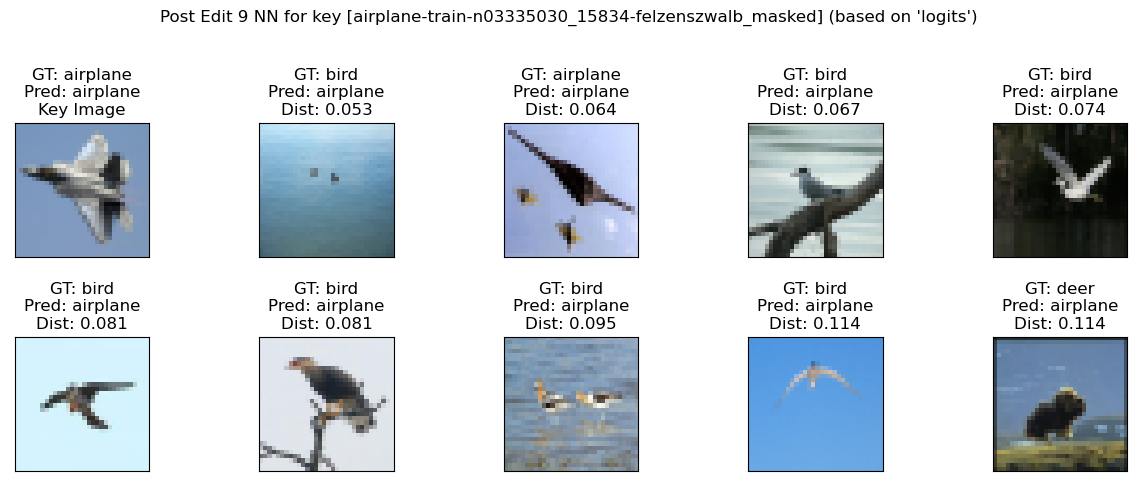 Post Edit 9 NN for key [airplane-train-n03335030_15834-felzenszwalb_masked] (based on 'logits')
GT: airplane
Pred: airplane
Key Image
GT: bird
Pred: airplane
Dist: 0.053
GT: airplane
Pred: airplane
Dist: 0.064
GT: bird
Pred: airplane
Dist: 0.067
GT: bird
Pred: airplane
Dist: 0.074
GT: bird
Pred: airplane
Dist: 0.081
GT: bird
Pred: airplane
Dist: 0.081
GT: bird
Pred: airplane
Dist: 0.095
GT: bird
Pred: airplane
Dist: 0.114
GT: deer
Pred: airplane
Dist: 0.114